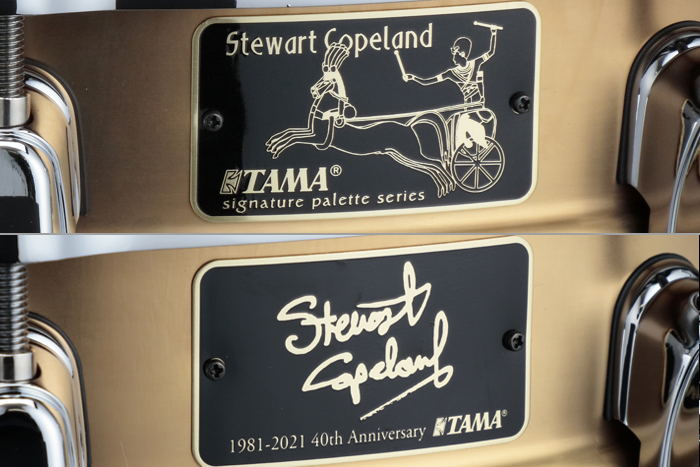 Stewart Copeland
TAMA®
signature palette series
Stewart
Copeland
1981-2021 40th Anniversary TAMA®